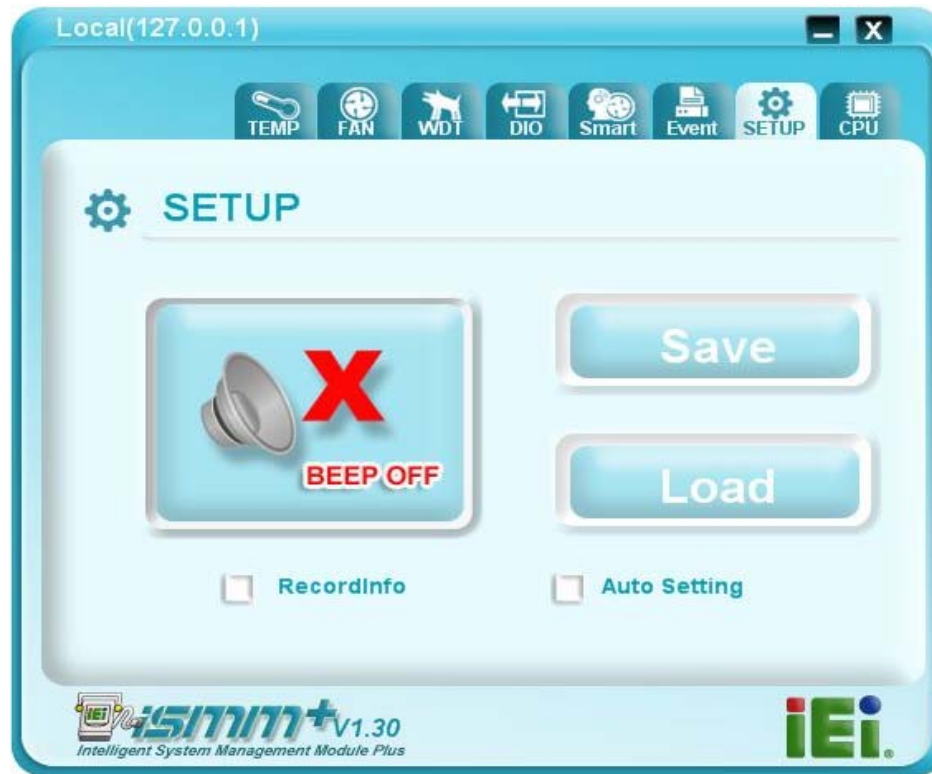 Local(127.0.0.1)
TEMP FAN WDT DIO Smart Event SETUP CPU
SETUP
BEEP OFF
Save
Load
RecordInfo
Auto Setting
iEi ismm+ V1.30
Intelligent System Management Module Plus
iEi®